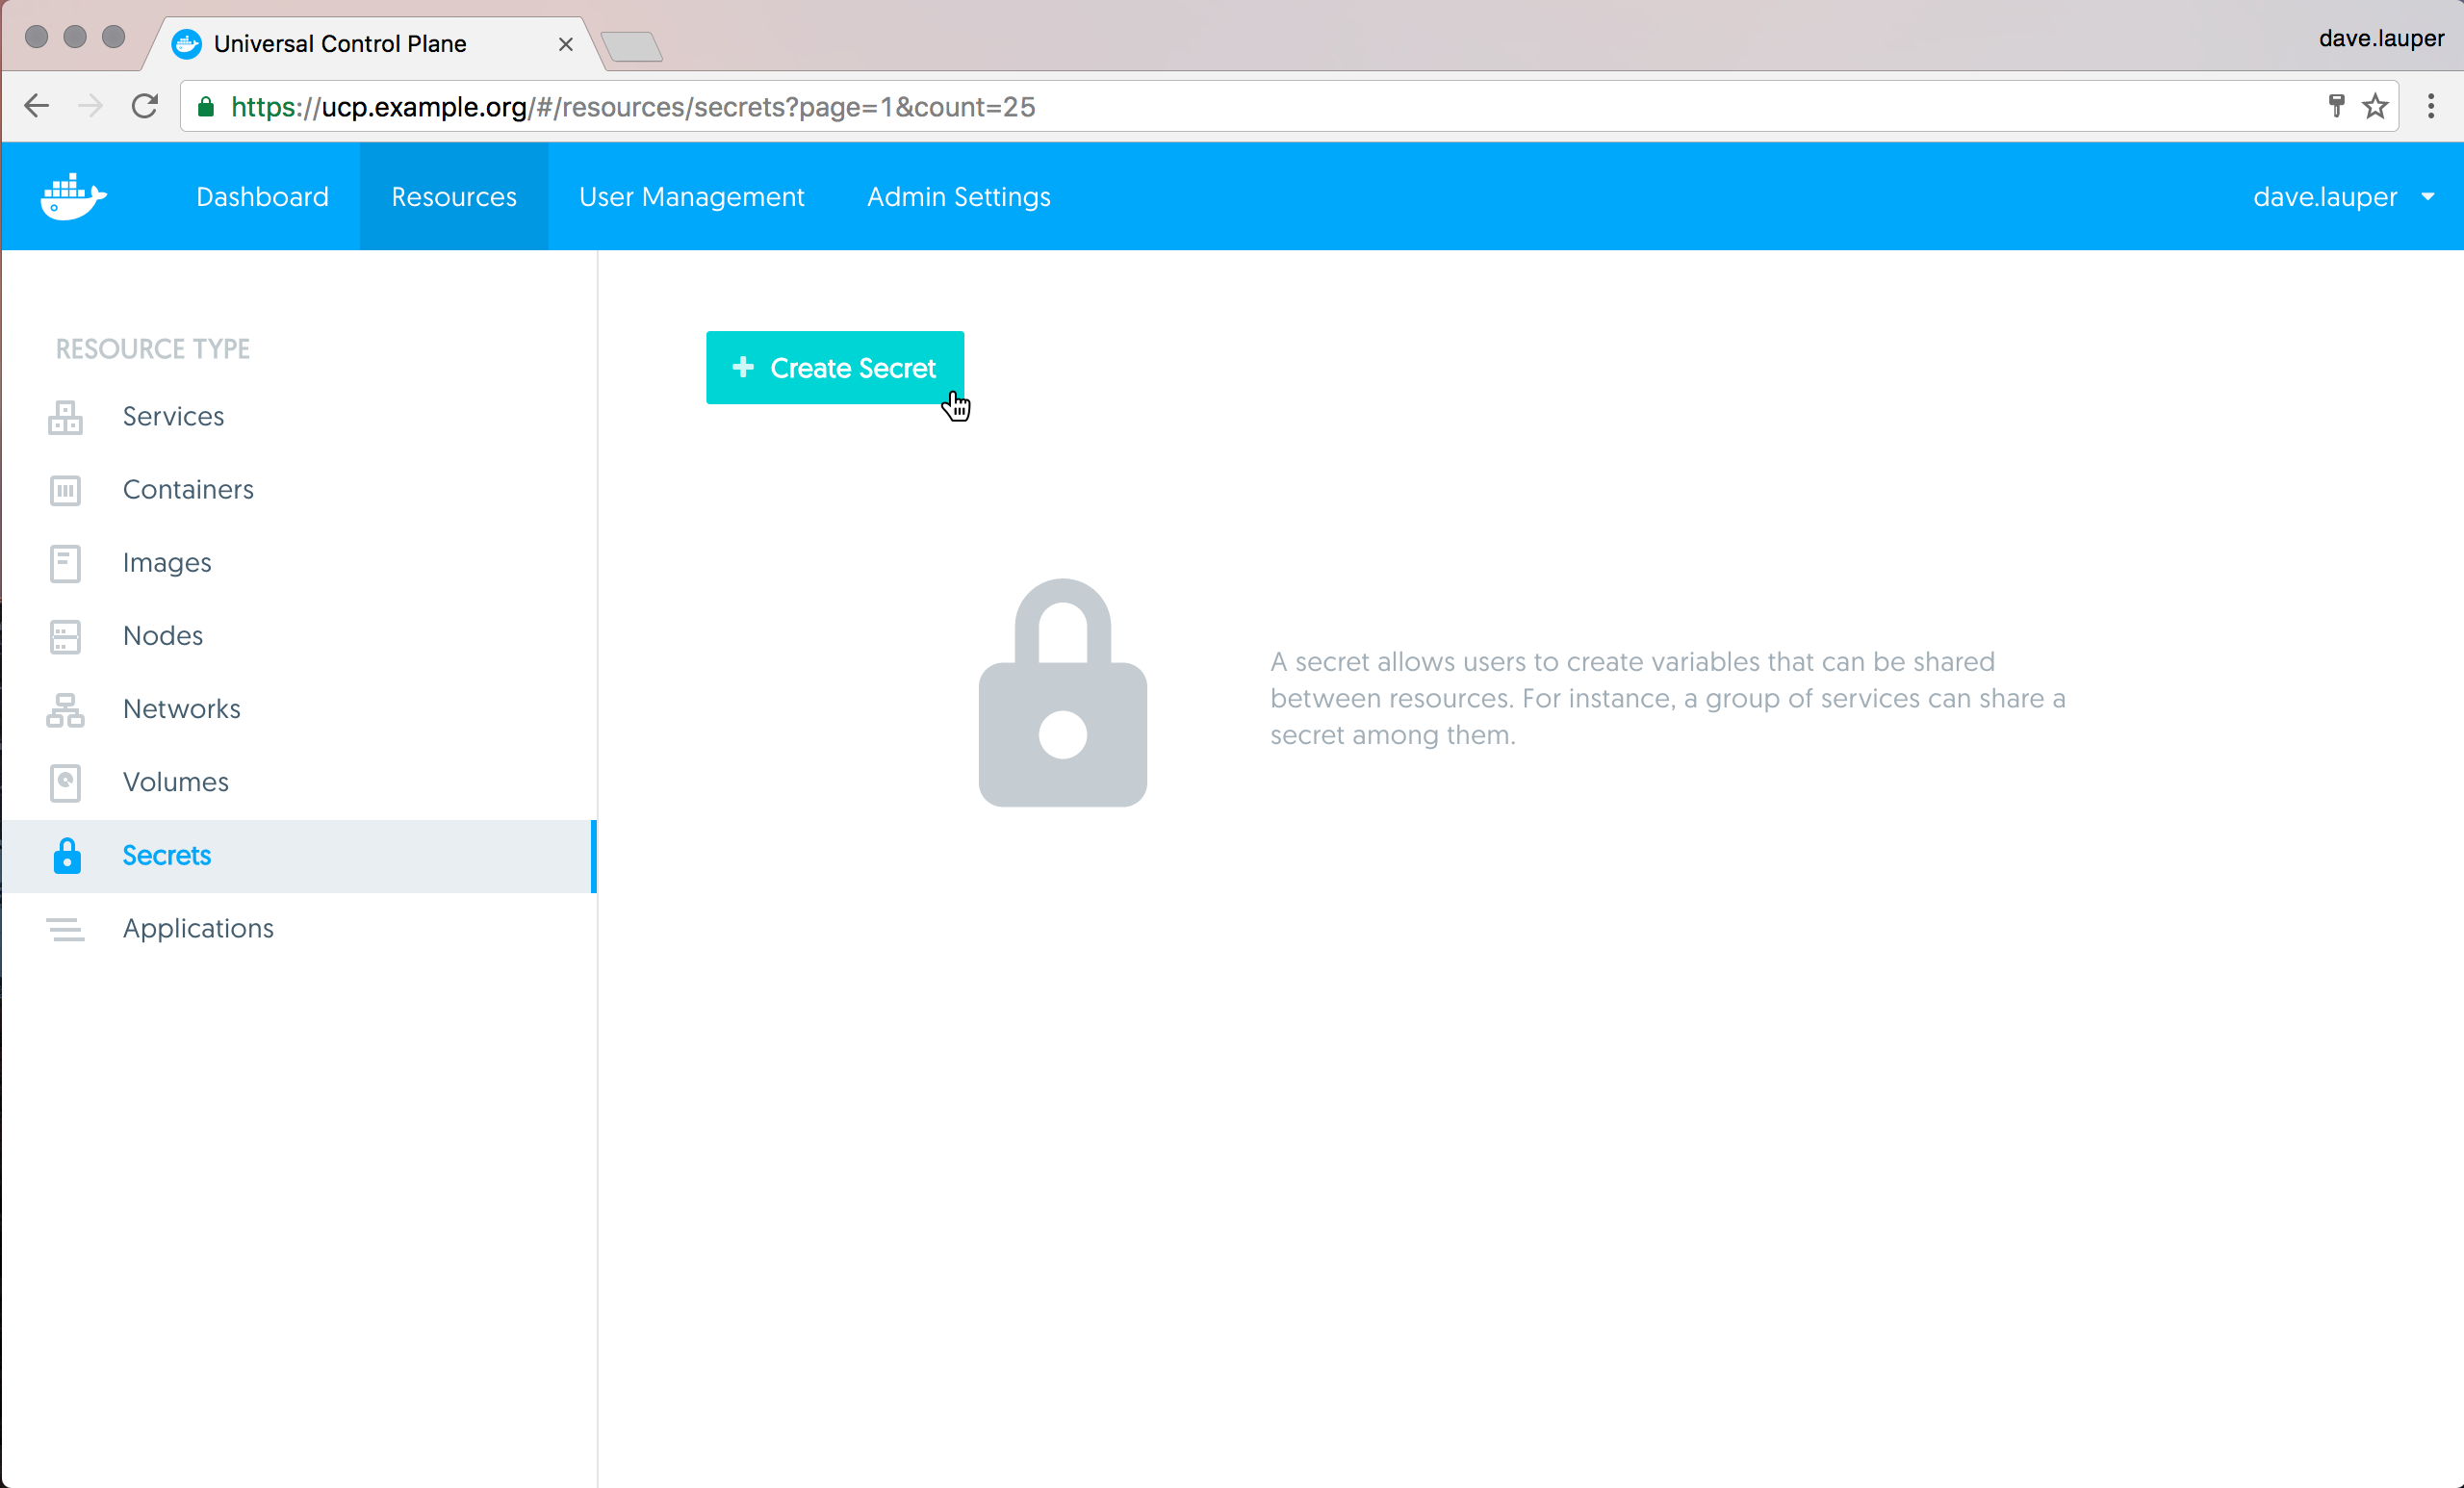 Universal Control Plane
dave.lauper
https://ucp.example.org/#/resources/secrets?page=1&count=25
Dashboard
Resources
User Management
Admin Settings
dave.lauper
RESOURCE TYPE
Services
Containers
Images
Nodes
Networks
Volumes
Secrets
Applications
+ Create Secret
A secret allows users to create variables that can be shared
between resources. For instance, a group of services can share a
secret among them.